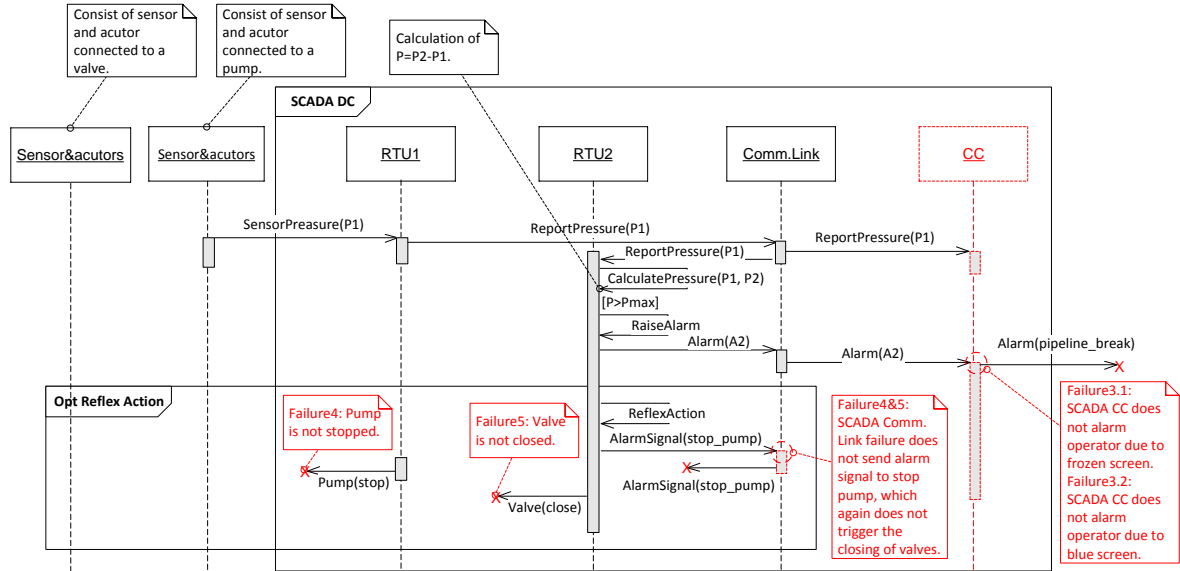 Consist of sensor
and acutor
connected to a
valve.
Consist of sensor
and acutor
connected to a
pump.
Calculation of
P=P2-P1.
SCADA DC
Sensor&acutors
Sensor&acutors
RTU1
RTU2
Comm.Link
CC
SensorPreasure(P1)
ReportPressure(P1)
ReportPressure(P1)
ReportPressure(P1)
CalculatePressure(P1, P2)
[P>Pmax]
RaiseAlarm
Alarm(A2)
Alarm(A2)
Alarm(pipeline_break)
X
Opt Reflex Action
Failure4: Pump
is not stopped.
Failure5: Valve
is not closed.
ReflexAction
AlarmSignal(stop_pump)
X
Pump(stop)
X
AlarmSignal(stop_pump)
X
Valve(close)
Failure4&5:
SCADA Comm.
Link failure does
not send alarm
signal to stop
pump, which
again does not
trigger the
closing of valves.
Failure3.1:
SCADA CC does
not alarm
operator due to
frozen screen.
Failure3.2:
SCADA CC does
not alarm
operator due to
blue screen.